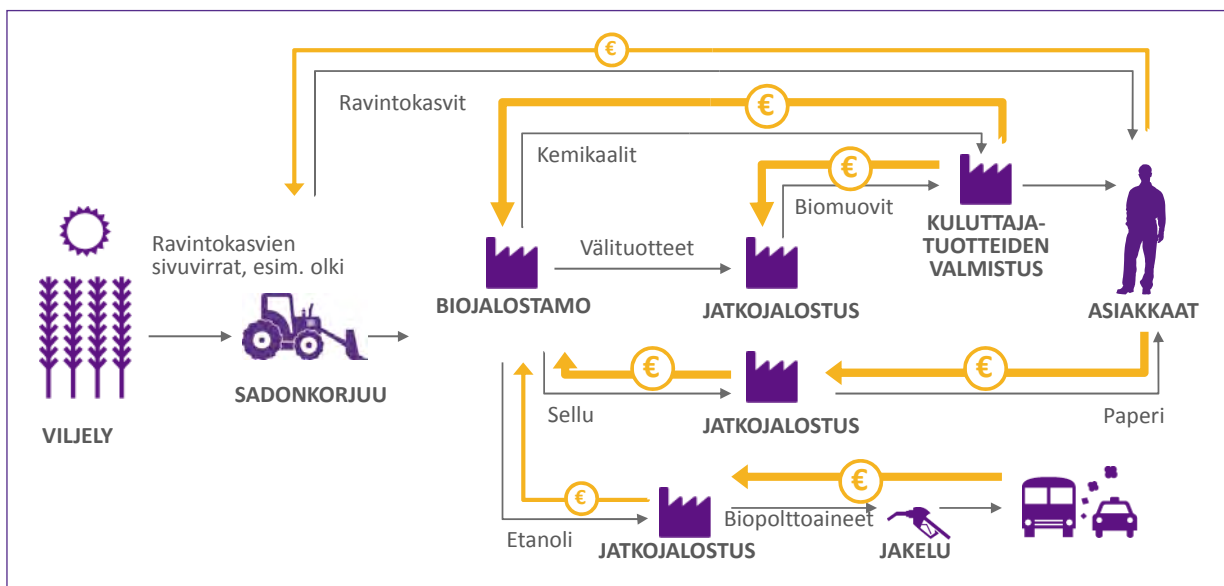 €
Ravintokasvit
€
Kemikaalit
€
Biomuovit
KULUTTAJA-
TUOTTEIDEN
VALMISTUS
Ravintokasvien
sivuvirrat, esim. olki
Välituotteet
BIOJALOSTAMO
JATKOJALOSTUS
ASIAKKAAT
SADONKORJUU
VILJELY
€
€
Sellu
JATKOJALOSTUS
Paperi
€
€
Etanoli
JATKOJALOSTUS
Biopolttoaineet
JAKELU